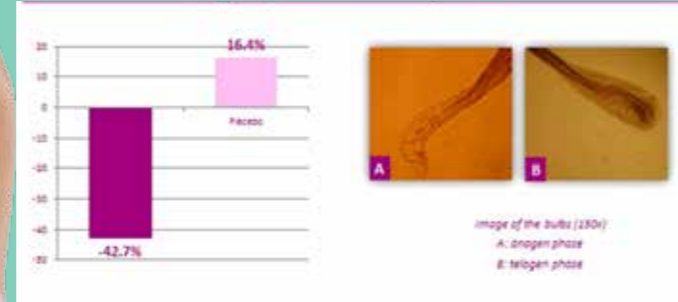 20
16.4%
10
0
Placebo
-10
-20
-30
-40
-42.7%
-50
A
B
Image of the bulbs (150x)
A: anagen phase
B: telogen phase